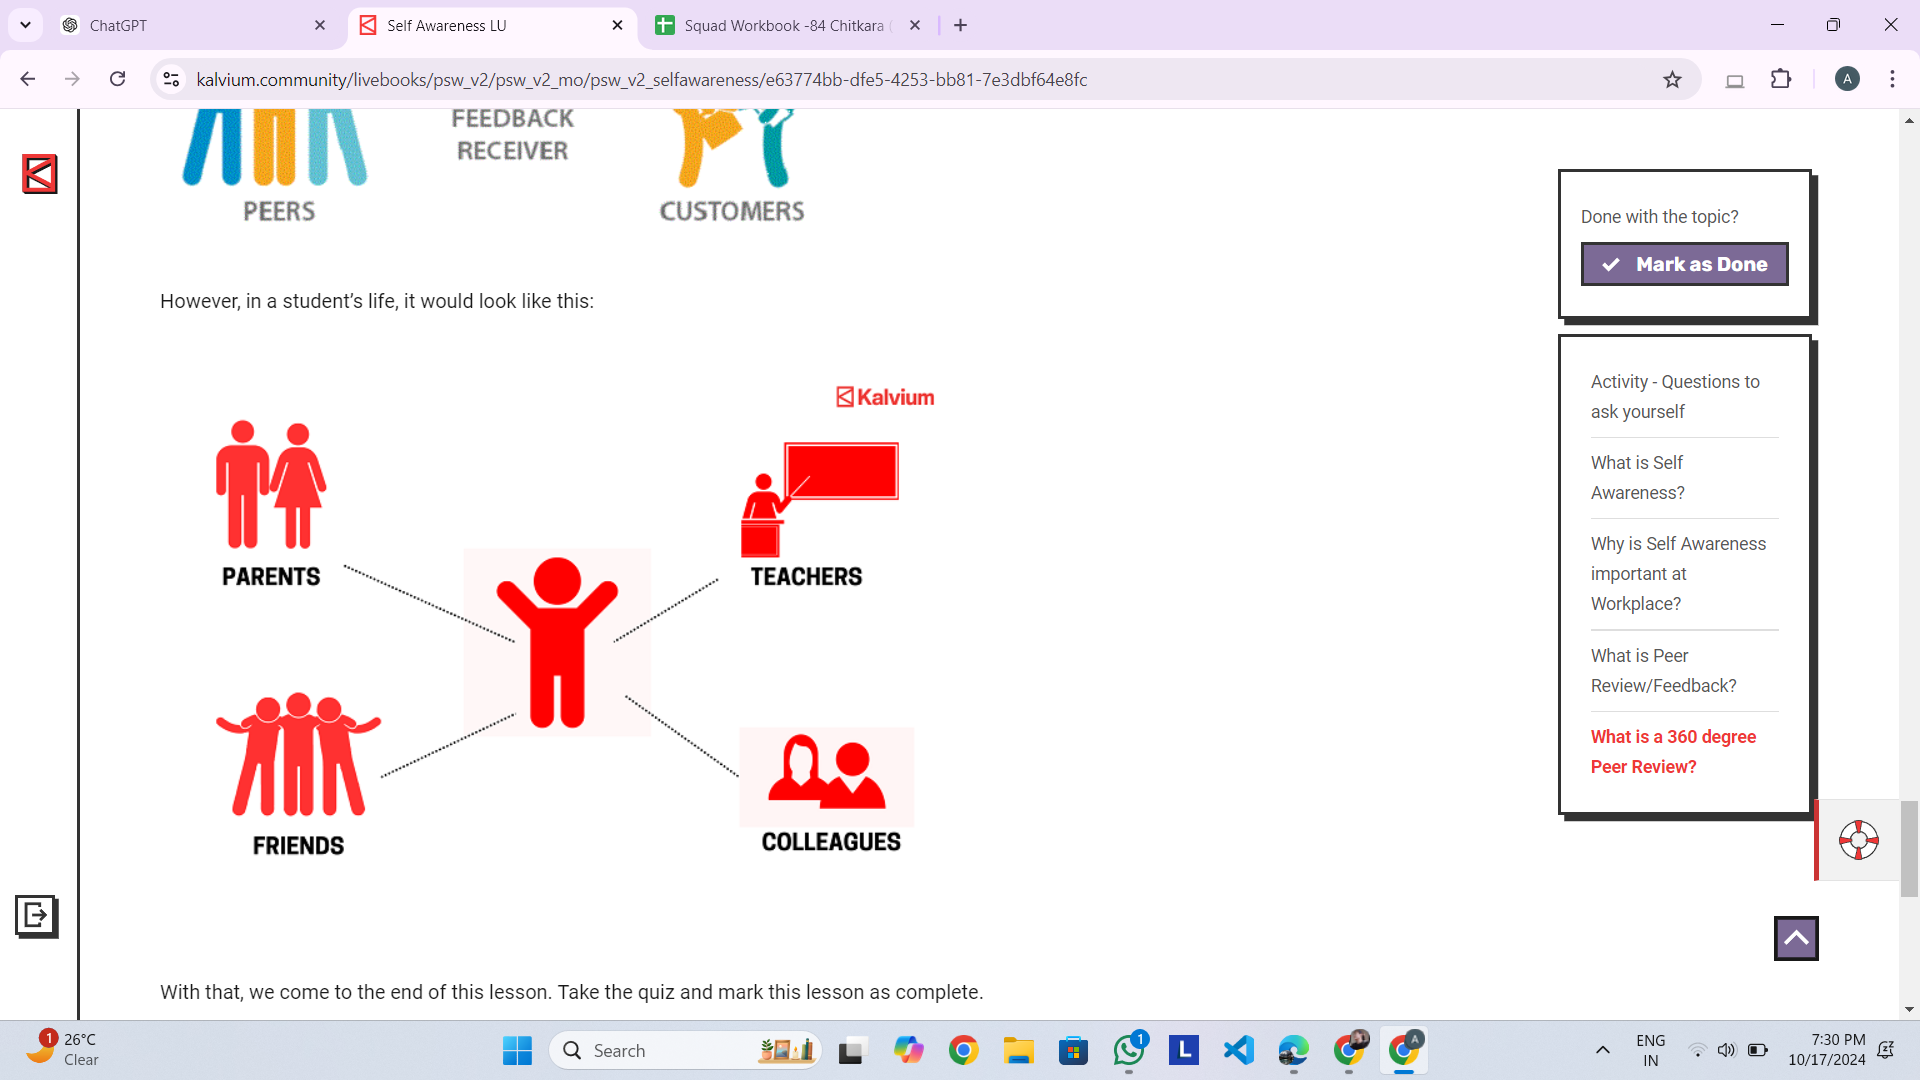 ChatGPT
Self Awareness LU
Squad Workbook -84 Chitkara
kalvium.community/livebooks/psw_v2/psw_v2_mo/psw_v2_selfawareness/e63774bb-dfe5-4253-bb81-7e3dbf64e8fc
A
FEEDBACK
RECEIVER
PEERS
CUSTOMERS
However, in a student’s life, it would look like this:
Kalvium
PARENTS
TEACHERS
FRIENDS
COLLEAGUES
With that, we come to the end of this lesson. Take the quiz and mark this lesson as complete.
Done with the topic?
Mark as Done
Activity - Questions to
ask yourself
What is Self
Awareness?
Why is Self Awareness
important at
Workplace?
What is Peer
Review/Feedback?
What is a 360 degree
Peer Review?
1
26°C
Clear
Search
1
L
A
ENG
IN
7:30 PM
10/17/2024